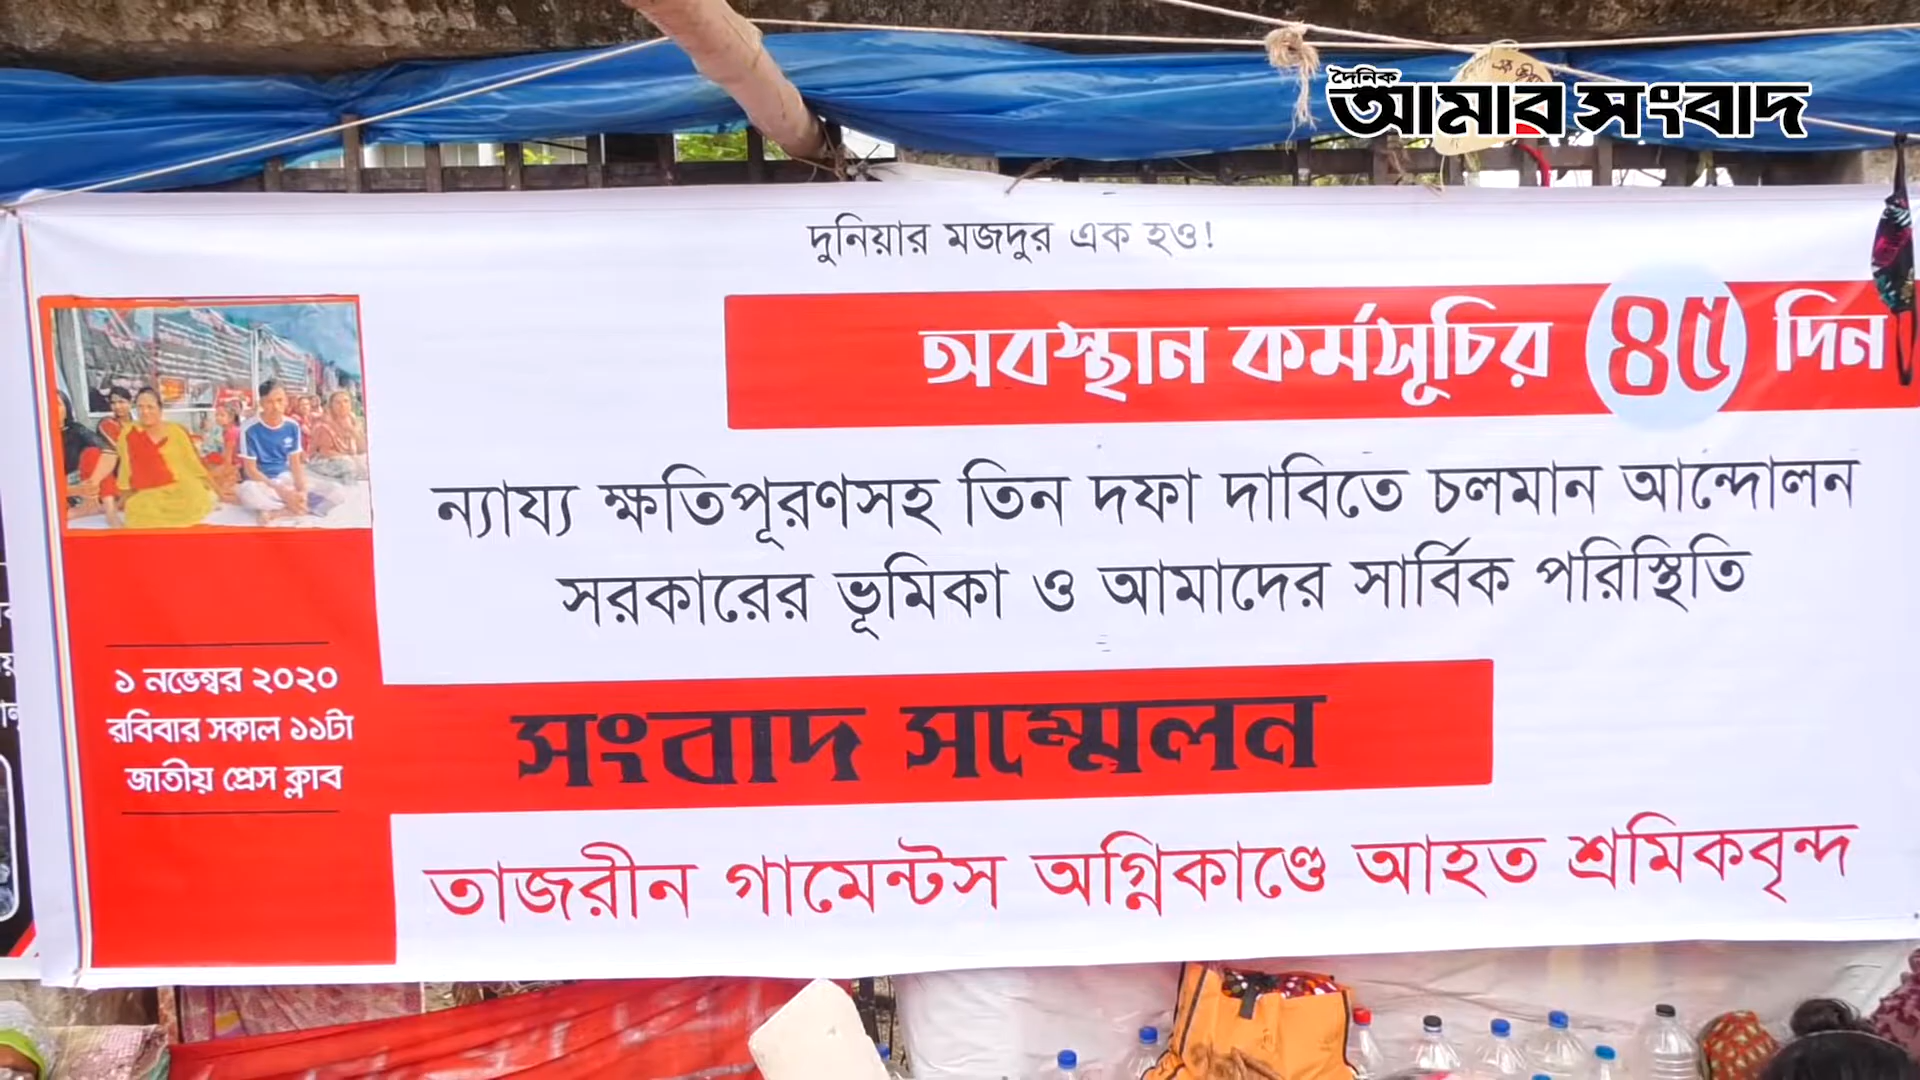 দৈনিক
আমার সংবাদ
দুনিয়ার মজদুর এক হও!
অবস্থান কর্মসূচির ৪৫ দিন
ন্যায্য ক্ষতিপূরণসহ তিন দফা দাবিতে চলমান আন্দোলন
সরকারের ভূমিকা ও আমাদের সার্বিক পরিস্থিতি
১ নভেম্বর ২০২০
রবিবার সকাল ১১টা
জাতীয় প্রেস ক্লাব
সংবাদ সম্মেলন
তাজরীন গামেন্টস অগ্নিকাণ্ডে আহত শ্রমিকবৃন্দ